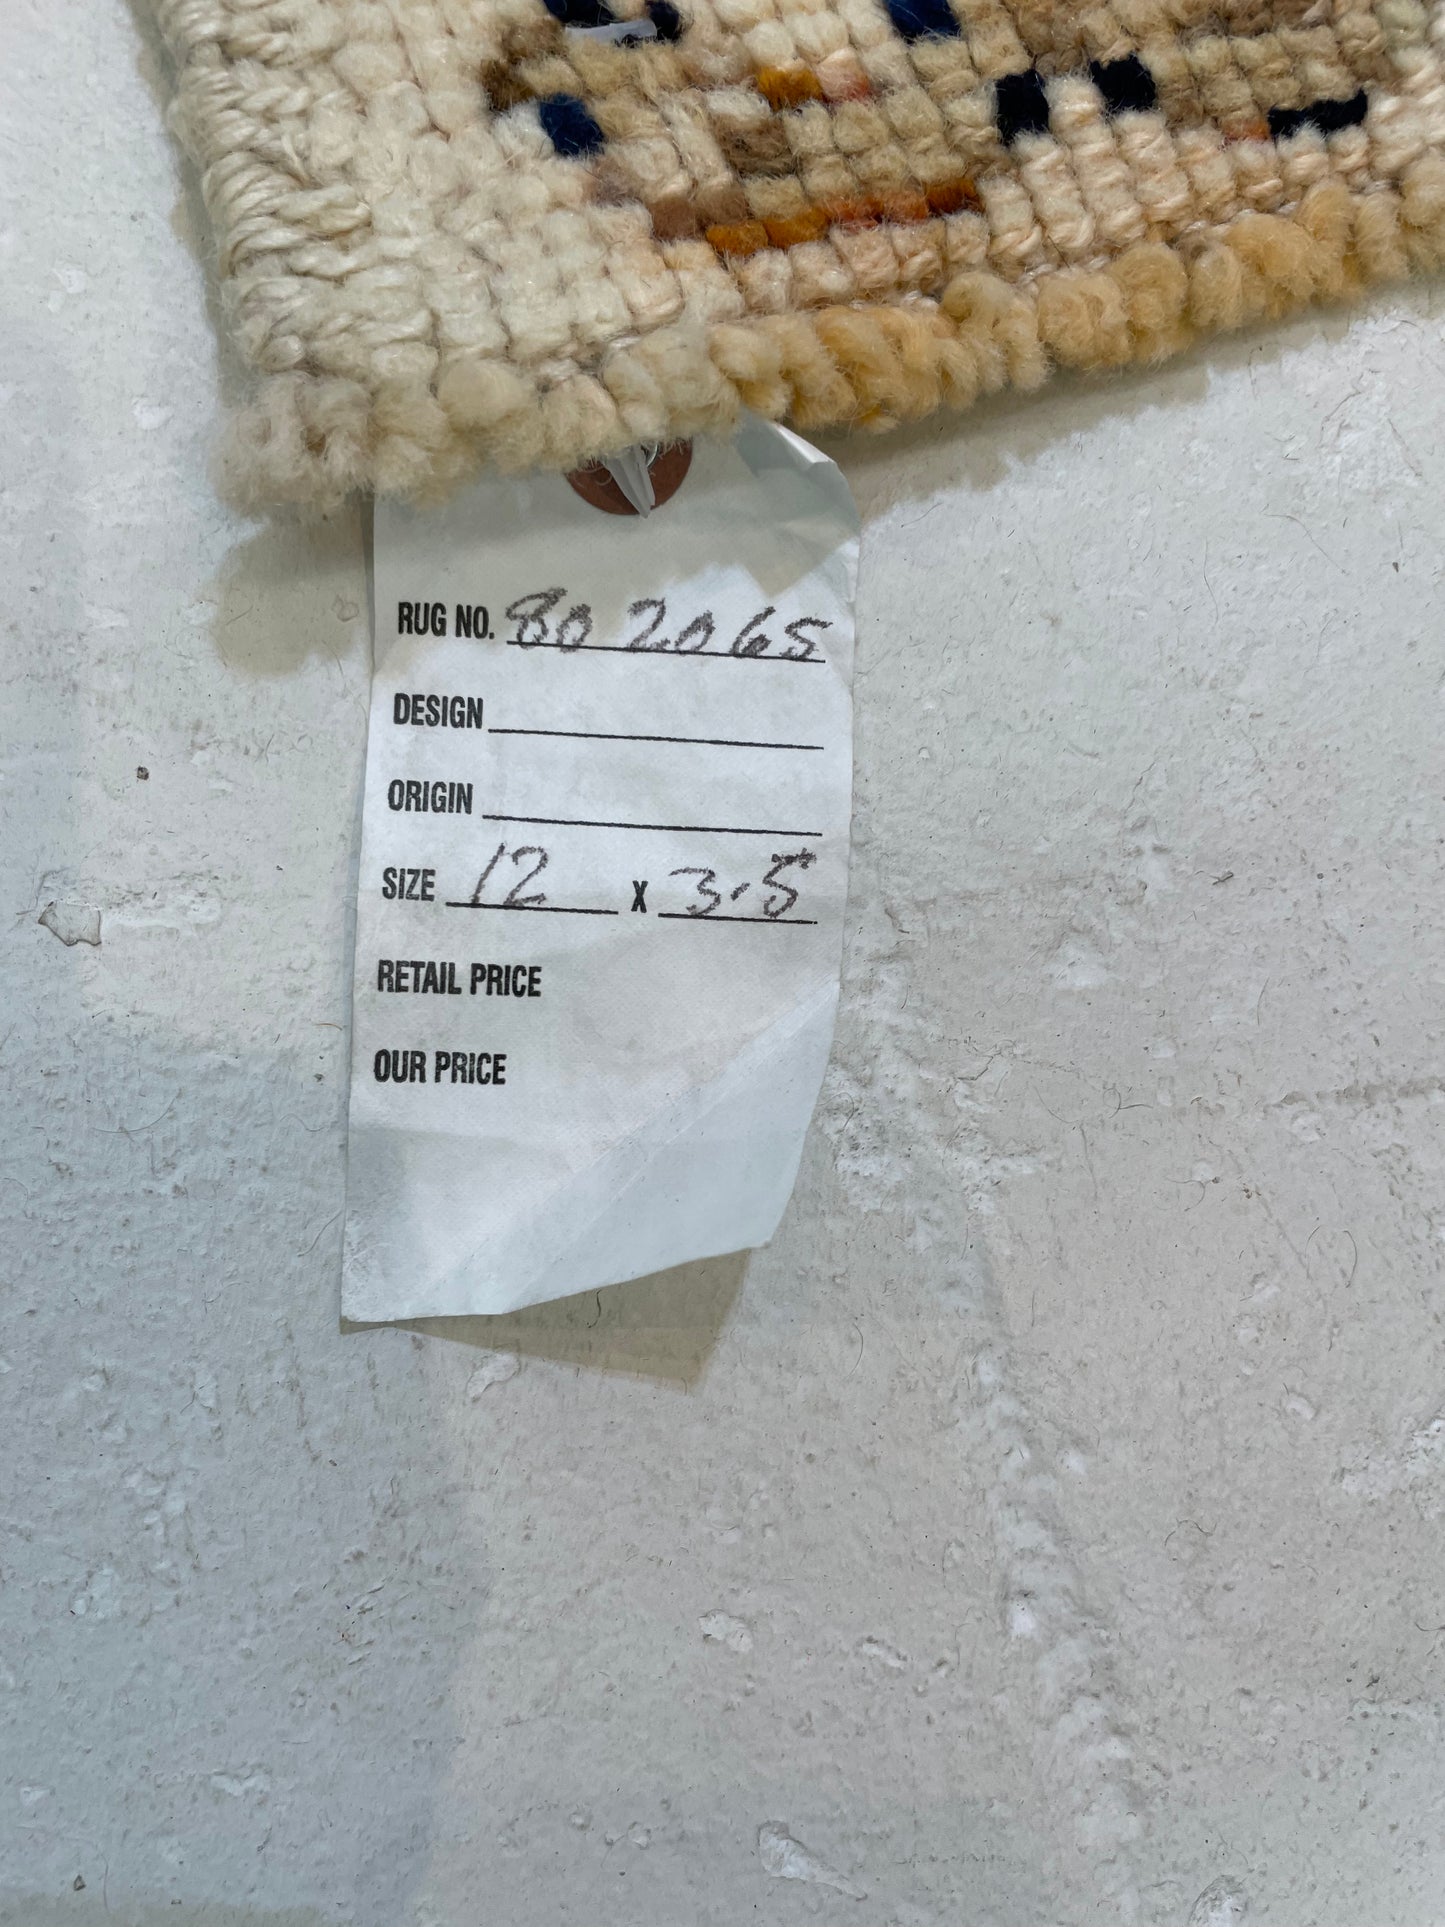 RUG NO. 802065
DESIGN
ORIGIN
SIZE 12 X 3.5
RETAIL PRICE
OUR PRICE